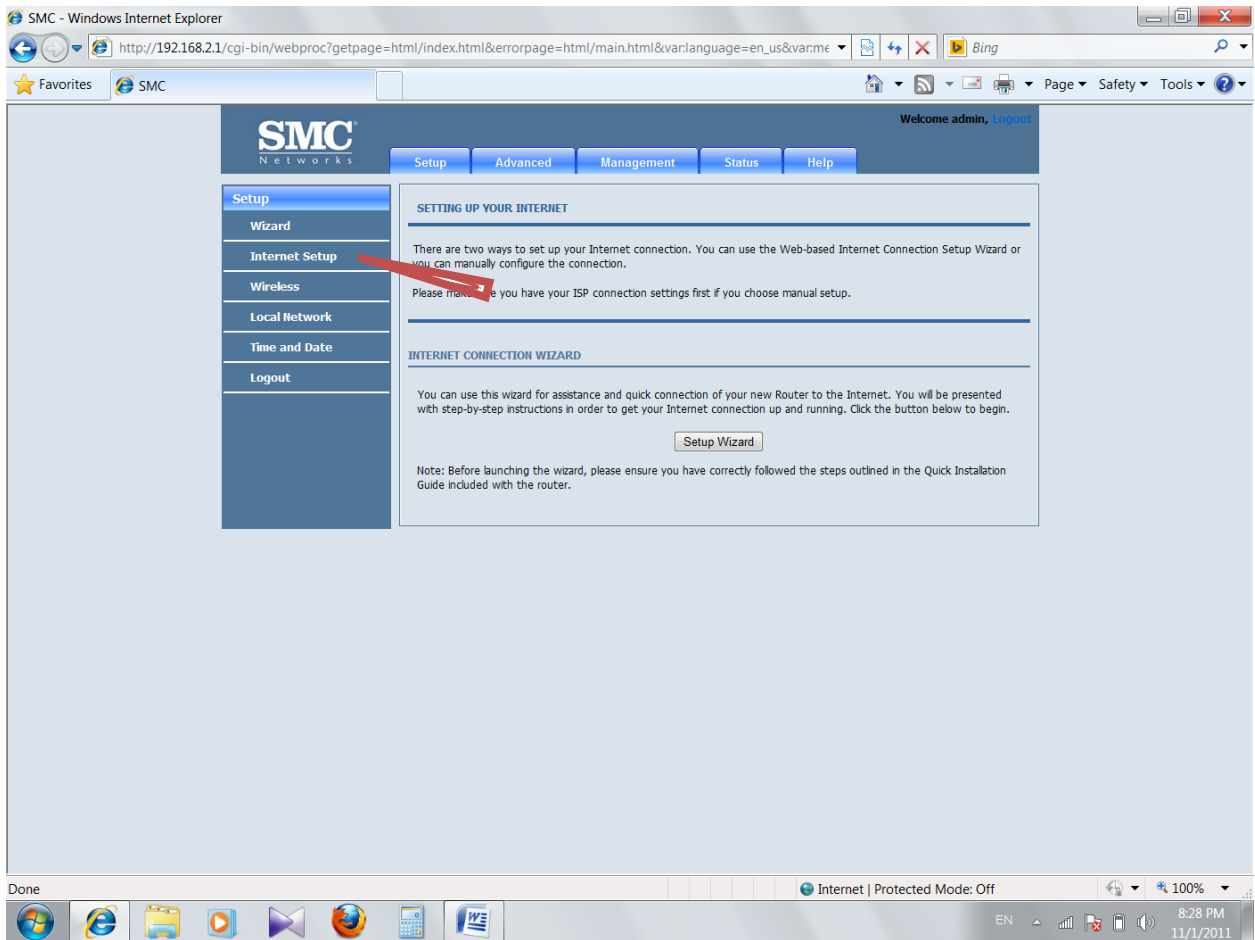 SMC - Windows Internet Explorer
http://192.168.2.1/cgi-bin/webproc?getpage=html/index.html&errorpage=html/main.html&var:language=en_us&var:me
Bing
Favorites
SMC
Page Safety Tools
Welcome admin, Logout
SMC
Networks
Setup Advanced Management Status Help
Setup
Wizard
Internet Setup
Wireless
Local Network
Time and Date
Logout
SETTING UP YOUR INTERNET
There are two ways to set up your Internet connection. You can use the Web-based Internet Connection Setup Wizard or
you can manually configure the connection.
Please make you have your ISP connection settings first if you choose manual setup.
INTERNET CONNECTION WIZARD
You can use this wizard for assistance and quick connection of your new Router to the Internet. You will be presented
with step-by-step instructions in order to get your Internet connection up and running. Click the button below to begin.
Setup Wizard
Note: Before launching the wizard, please ensure you have correctly followed the steps outlined in the Quick Installation
Guide included with the router.
Done
Internet | Protected Mode: Off
100%
EN
8:28 PM
11/1/2011